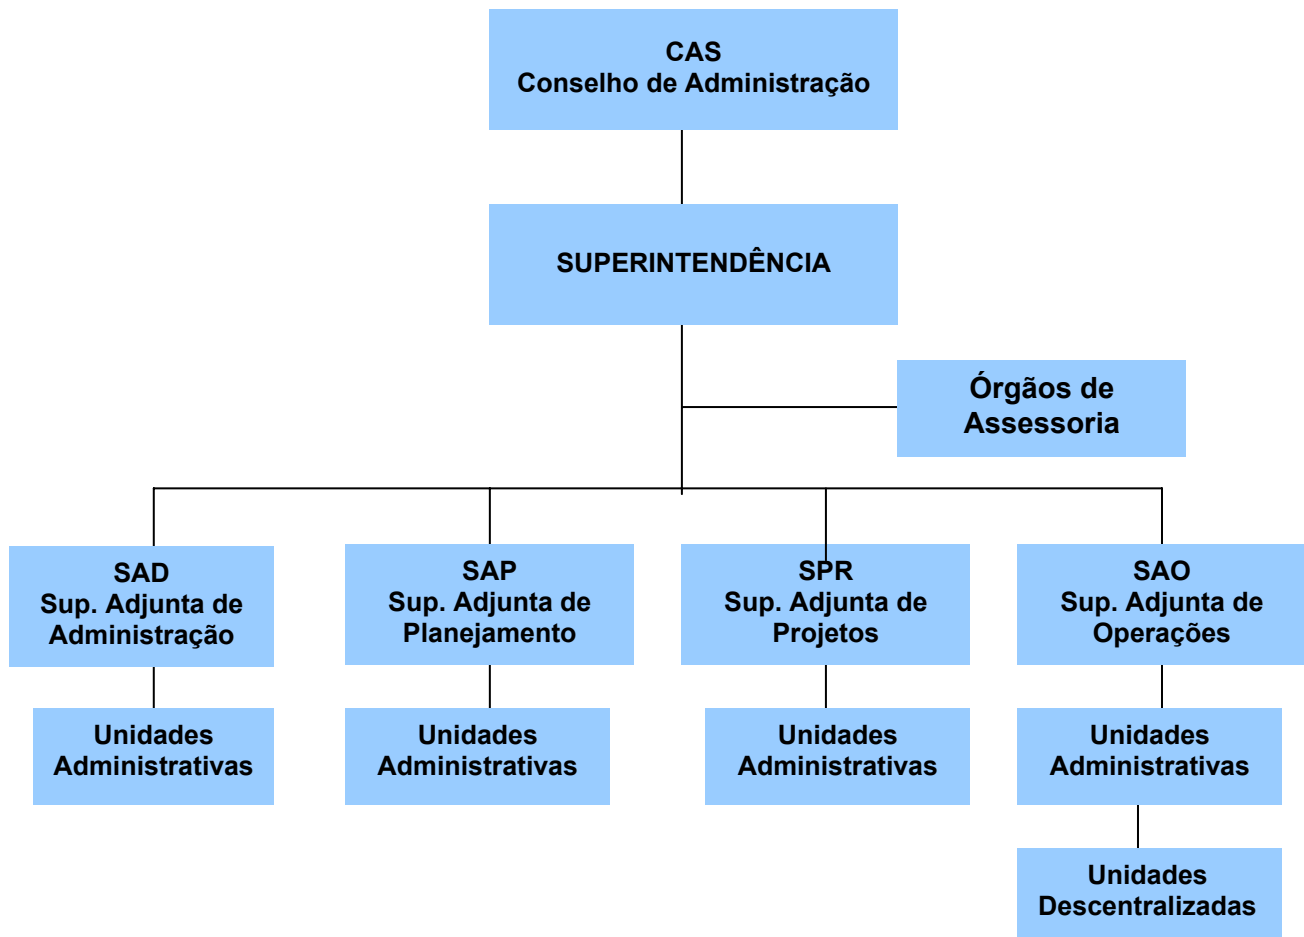 CAS
Conselho de Administração
SUPERINTENDÊNCIA
Órgãos de
Assessoria
SAD
Sup. Adjunta de
Administração
SAP
Sup. Adjunta de
Planejamento
SPR
Sup. Adjunta de
Projetos
SAO
Sup. Adjunta de
Operações
Unidades
Administrativas
Unidades
Administrativas
Unidades
Administrativas
Unidades
Administrativas
Unidades
Descentralizadas